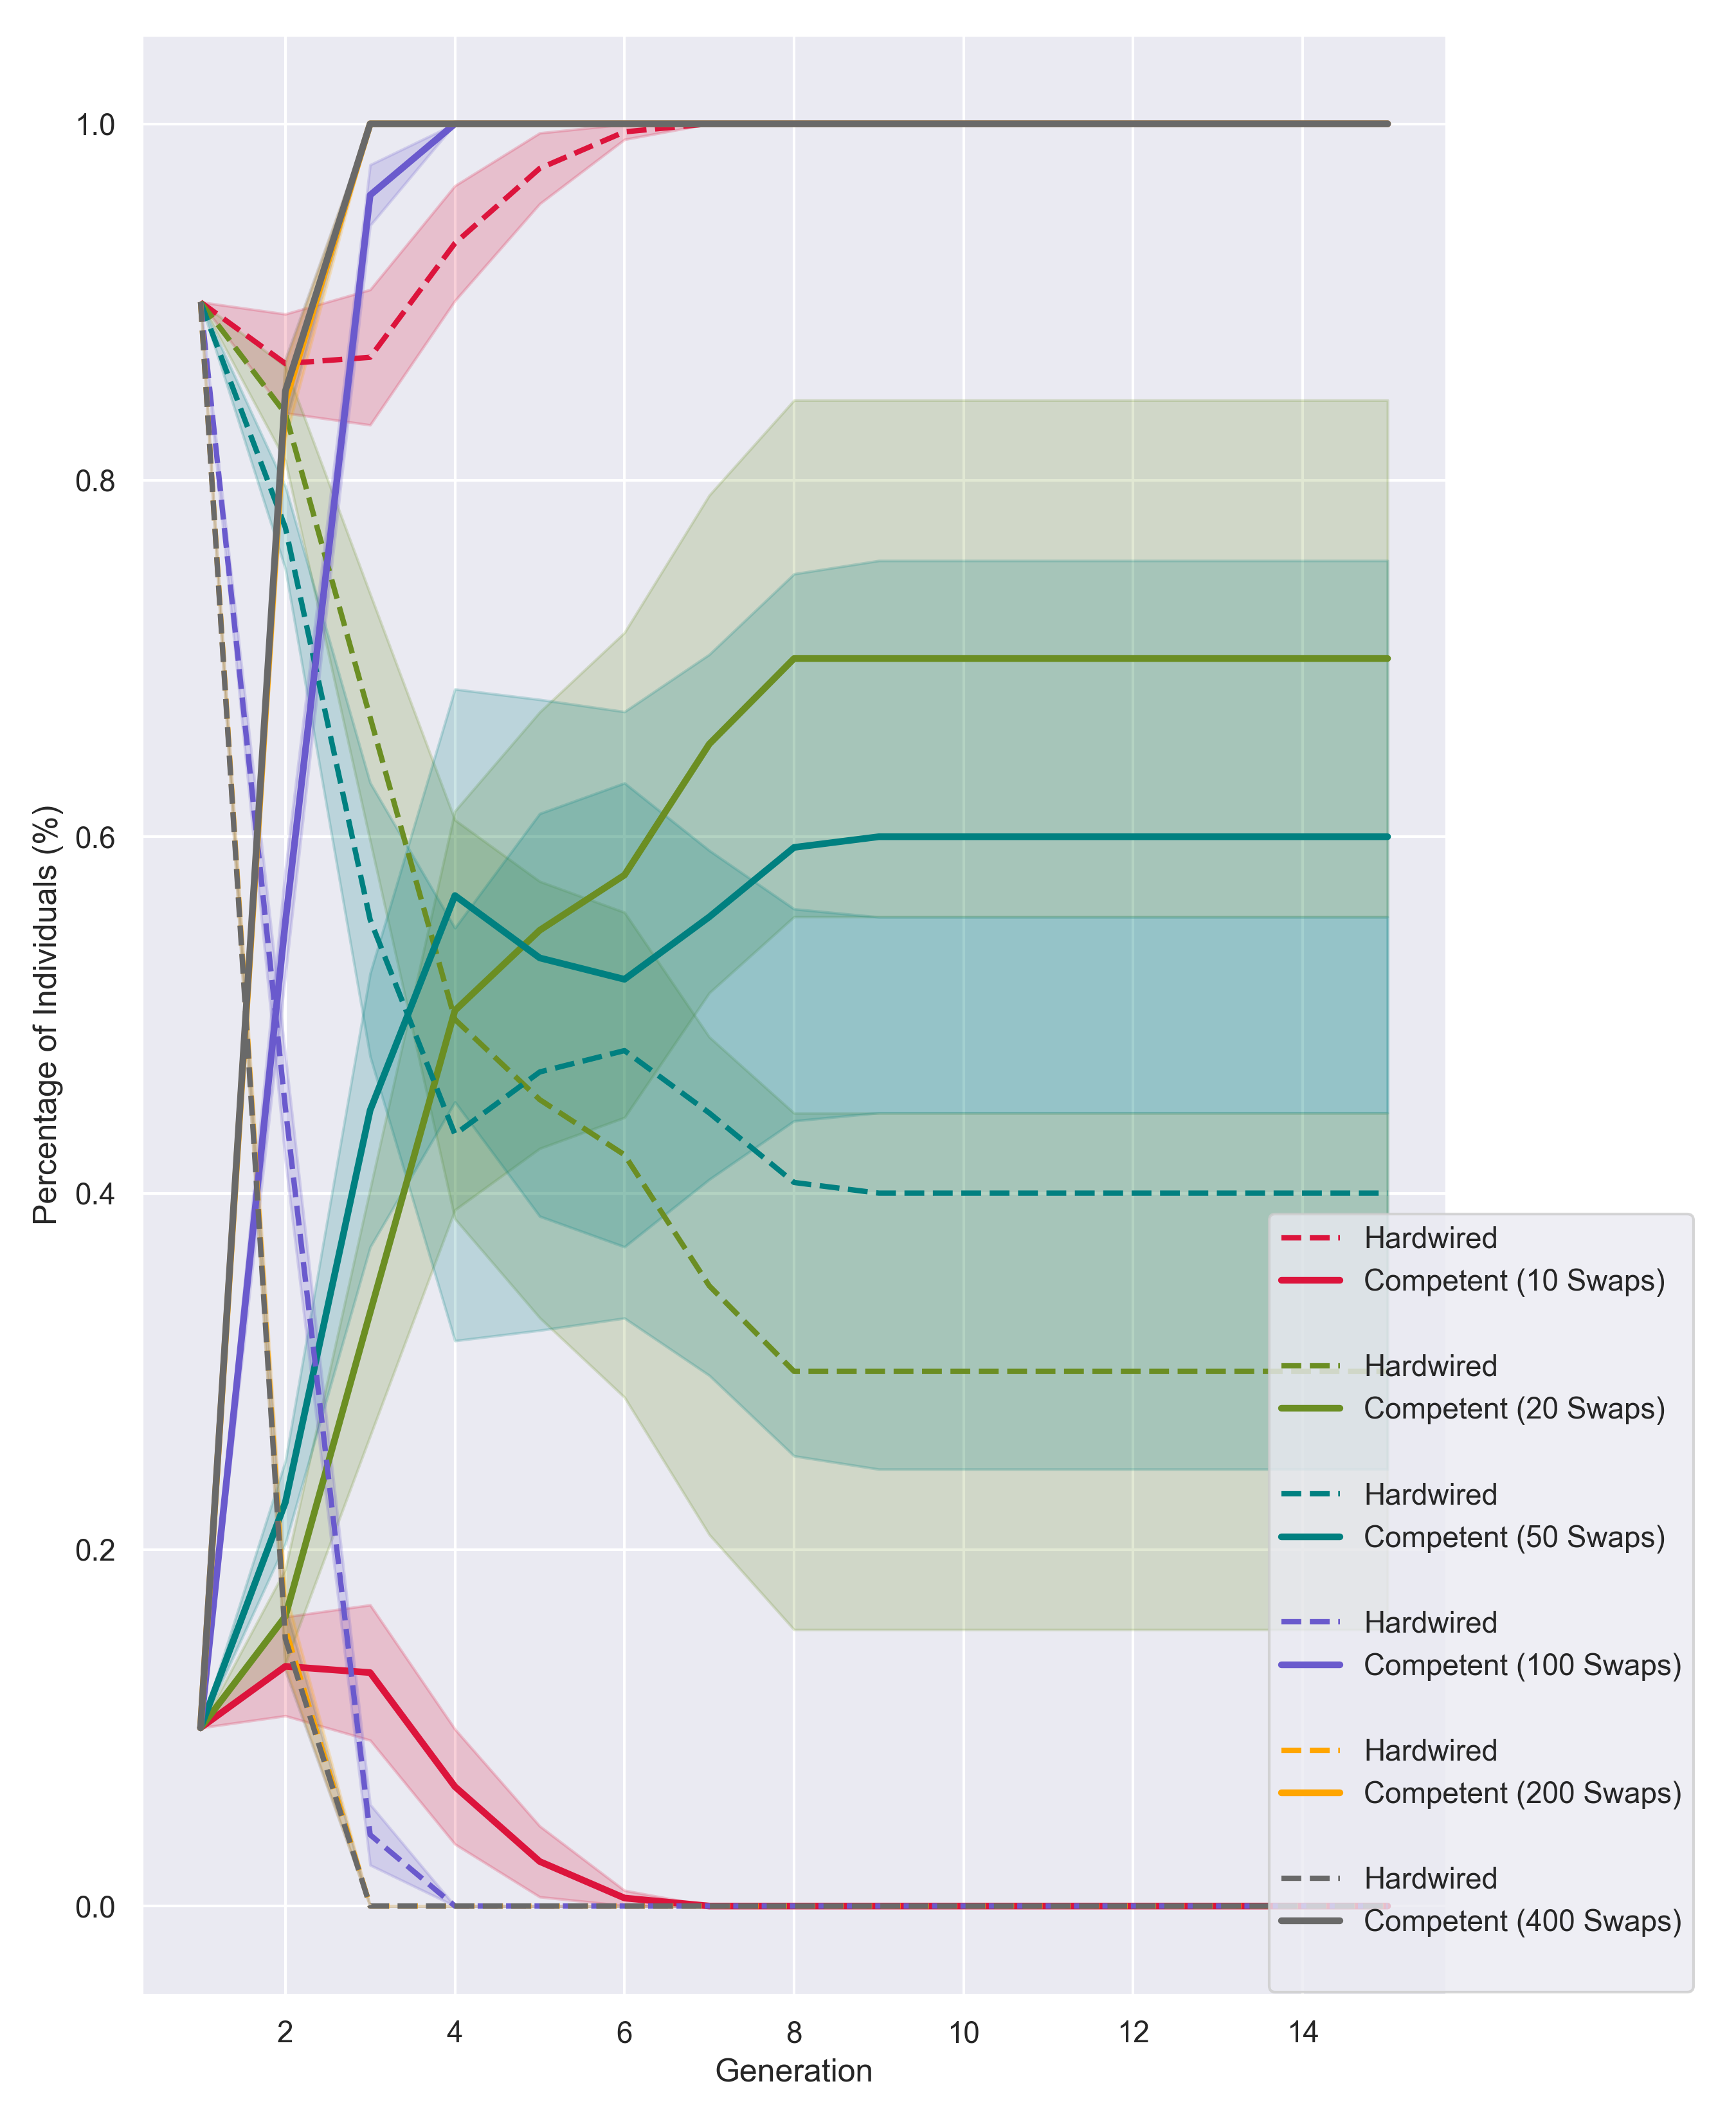 1.0
0.8
0.6
0.4
0.2
0.0
Percentage of Individuals (%)
2 4 6 8 10 12 14
Generation
Hardwired
Competent (10 Swaps)
Hardwired
Competent (20 Swaps)
Hardwired
Competent (50 Swaps)
Hardwired
Competent (100 Swaps)
Hardwired
Competent (200 Swaps)
Hardwired
Competent (400 Swaps)